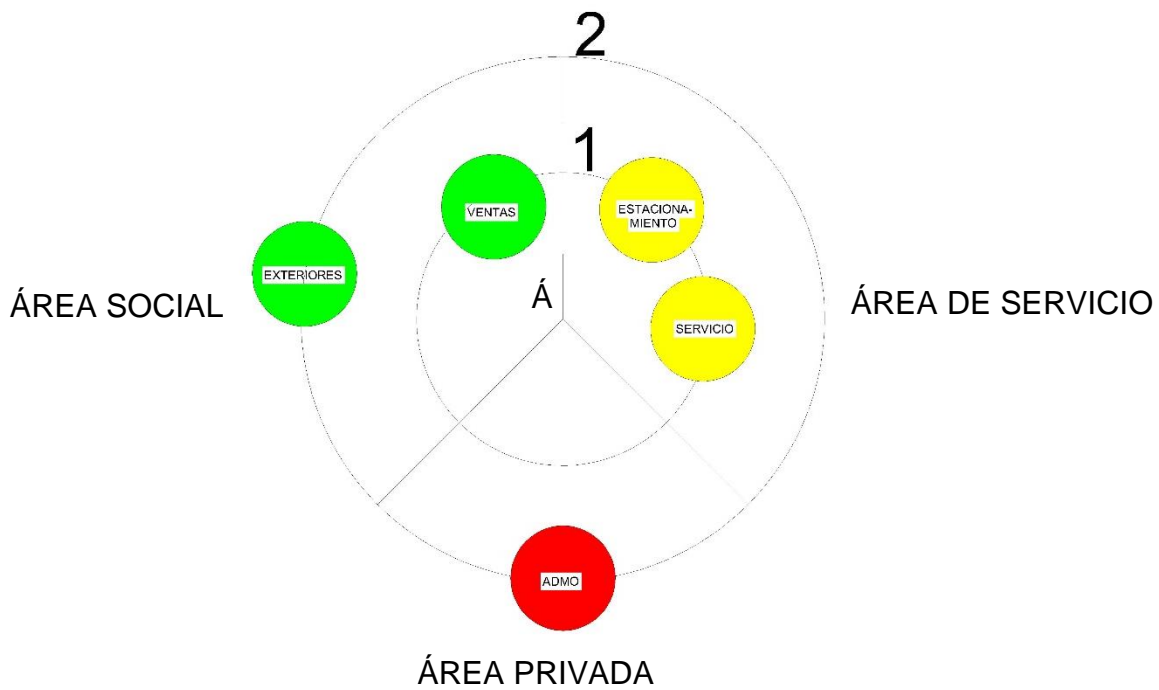 2
1
VENTAS
ESTACIONA-
MIENTO
EXTERIORES
ÁREA SOCIAL
Á
ÁREA DE SERVICIO
SERVICIO
ADMO
ÁREA PRIVADA